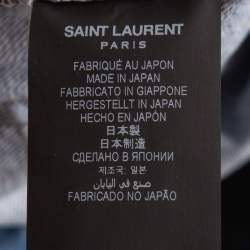 SAINT LAURENT
PARIS
FABRIQUÉ AU JAPON
MADE IN JAPAN
FABBRICATO IN GIAPPONE
HERGESTELLT IN JAPAN
HECHO EN JAPÓN
日本製
日本制造
СДЕЛАНО В ЯПОНИИ
제조국: 일본
صنع في اليابان
FABRICADO NO JAPÃO